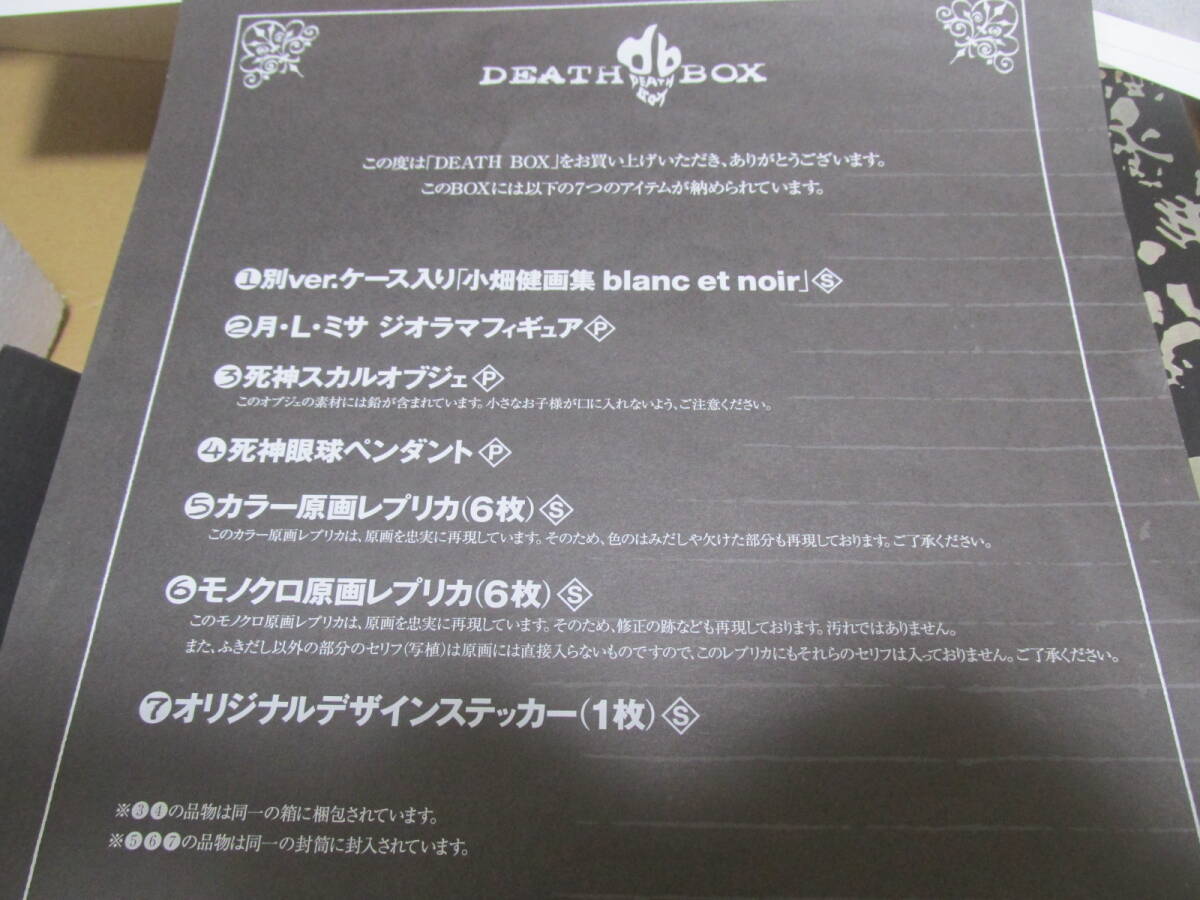 DEATH db DEATH BOX BOX
この度は「DEATH BOX」をお買い上げいただき、ありがとうございます。
このBOXには以下の7つのアイテムが納められています。
❶別ver.ケース入り「小畑健画集 blanc et noir」Ⓢ
❷月・L・ミサ ジオラマフィギュアⓅ
❸死神スカルオブジェⓅ
このオブジェの素材には鉛が含まれています。小さなお子様が口に入れないよう、ご注意ください。
❹死神眼球ペンダントⓅ
❺カラー原画レプリカ(6枚)Ⓢ
このカラー原画レプリカは、原画を忠実に再現しています。そのため、色のはみだしや欠けた部分も再現しております。ご了承ください。
❻モノクロ原画レプリカ(6枚)Ⓢ
このモノクロ原画レプリカは、原画を忠実に再現しています。そのため、修正の跡なども再現しております。汚れではありません。
また、ふきだし以外の部分のセリフ(写植)は原画には直接入らないものですので、このレプリカにもそれらのセリフは入っておりません。ご了承ください。
❼オリジナルデザインステッカー(1枚)Ⓢ
※❸❹の品物は同一の箱に梱包されています。
※❺❻❼の品物は同一の封筒に封入されています。